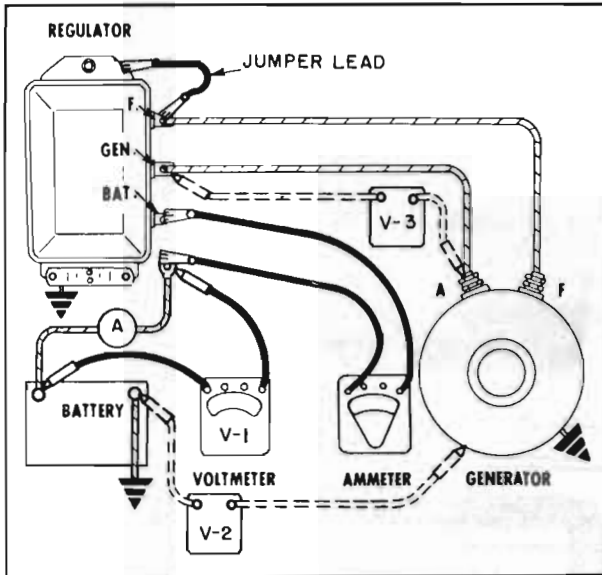 REGULATOR
JUMPER LEAD
F.
GEN
BAT
V-3
A
F
A
BATTERY
V-1
VOLTMETER
AMMETER
GENERATOR
V-2